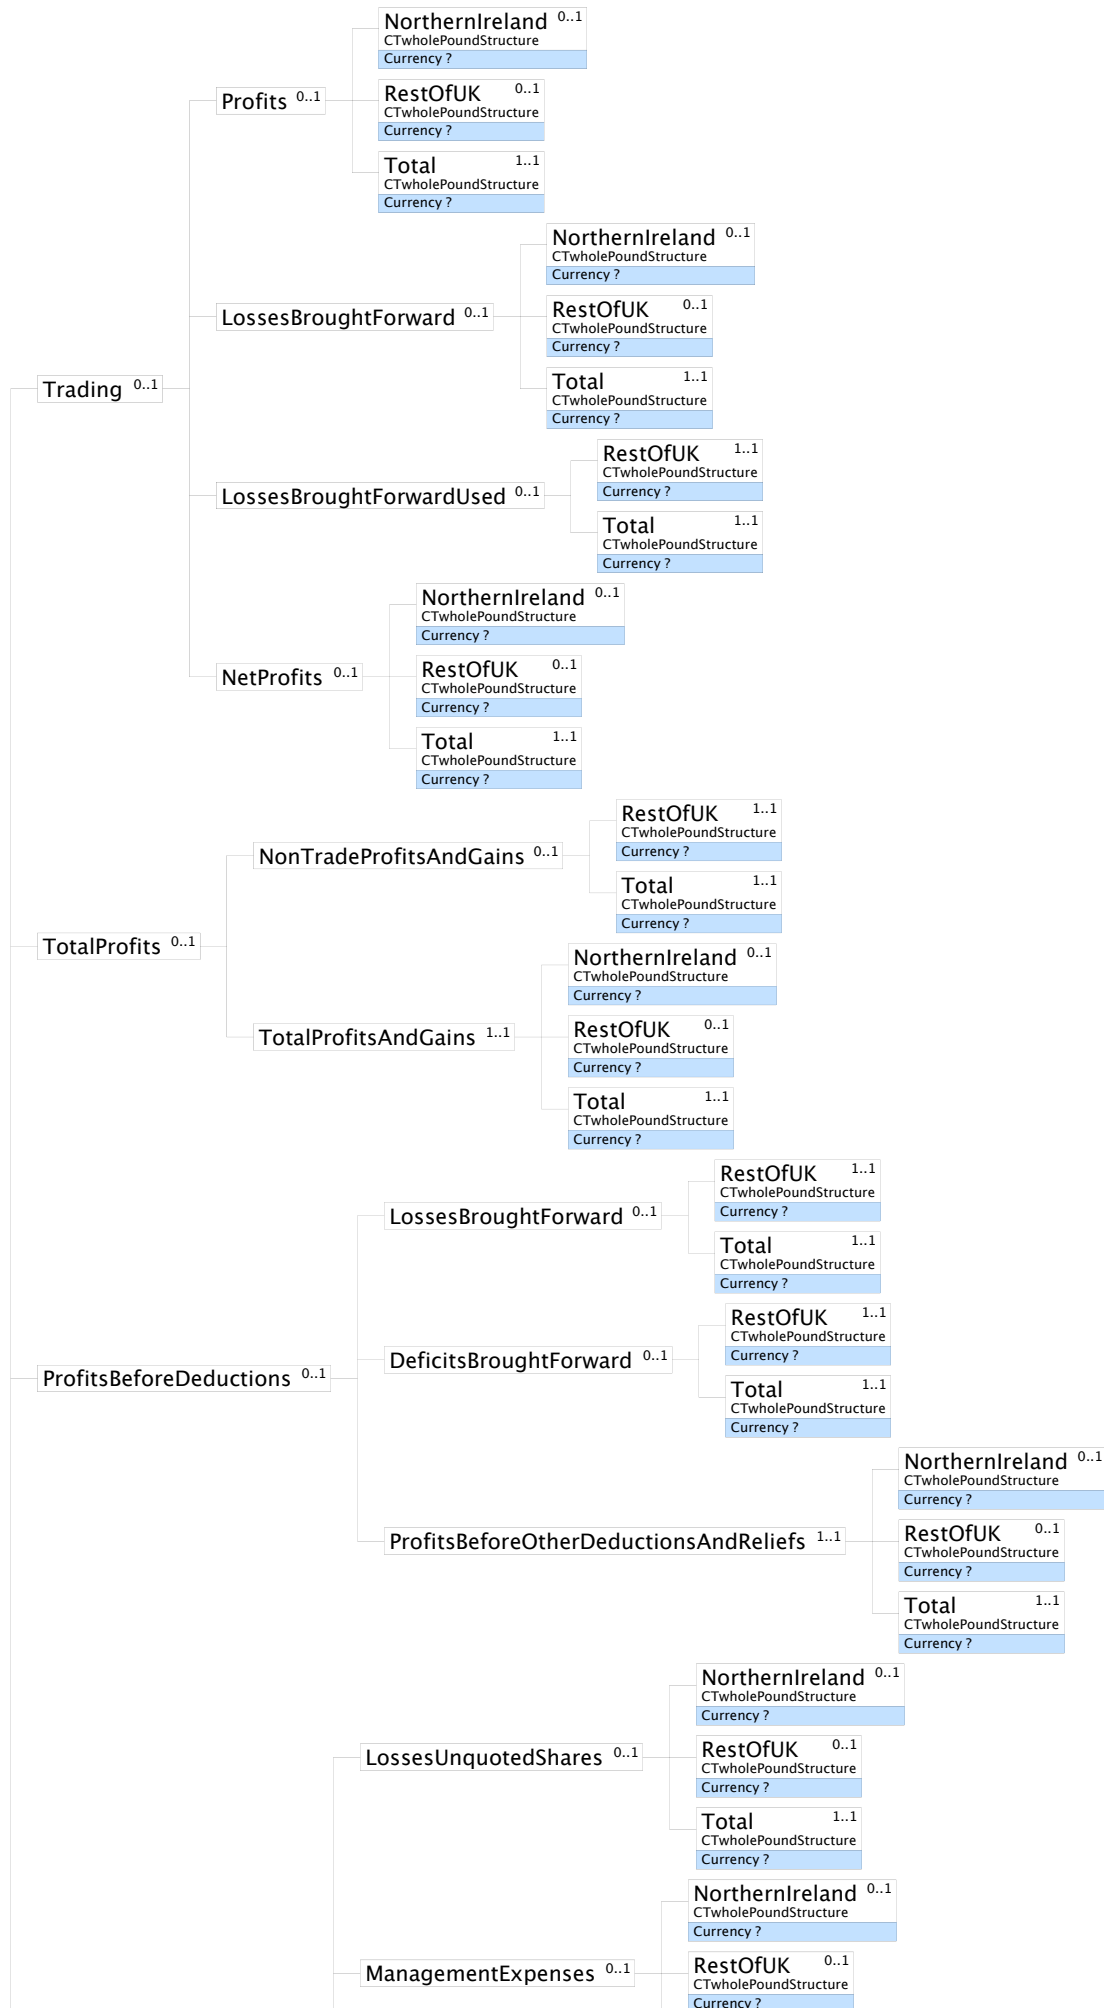 NorthernIreland 0..1
CTwholePoundStructure
Currency ?
Profits 0..1
RestOfUK 0..1
CTwholePoundStructure
Currency ?
Total 1..1
CTwholePoundStructure
Currency ?
NorthernIreland 0..1
CTwholePoundStructure
Currency ?
LossesBroughtForward 0..1
RestOfUK 0..1
CTwholePoundStructure
Currency ?
Trading 0..1
Total 1..1
CTwholePoundStructure
Currency ?
RestOfUK 1..1
CTwholePoundStructure
Currency ?
LossesBroughtForwardUsed 0..1
Total 1..1
CTwholePoundStructure
Currency ?
NorthernIreland 0..1
CTwholePoundStructure
Currency ?
NetProfits 0..1
RestOfUK 0..1
CTwholePoundStructure
Currency ?
Total 1..1
CTwholePoundStructure
Currency ?
RestOfUK 1..1
CTwholePoundStructure
Currency ?
NonTradeProfitsAndGains 0..1
Total 1..1
CTwholePoundStructure
Currency ?
TotalProfits 0..1
NorthernIreland 0..1
CTwholePoundStructure
Currency ?
TotalProfitsAndGains 1..1
RestOfUK 0..1
CTwholePoundStructure
Currency ?
Total 1..1
CTwholePoundStructure
Currency ?
RestOfUK 1..1
CTwholePoundStructure
Currency ?
LossesBroughtForward 0..1
Total 1..1
CTwholePoundStructure
Currency ?
RestOfUK 1..1
CTwholePoundStructure
Currency ?
DeficitsBroughtForward 0..1
ProfitsBeforeDeductions 0..1
Total 1..1
CTwholePoundStructure
Currency ?
NorthernIreland 0..1
CTwholePoundStructure
Currency ?
ProfitsBeforeOtherDeductionsAndReliefs 1..1
RestOfUK 0..1
CTwholePoundStructure
Currency ?
Total 1..1
CTwholePoundStructure
Currency ?
NorthernIreland 0..1
CTwholePoundStructure
Currency ?
LossesUnquotedShares 0..1
RestOfUK 0..1
CTwholePoundStructure
Currency ?
Total 1..1
CTwholePoundStructure
Currency ?
NorthernIreland 0..1
CTwholePoundStructure
Currency ?
ManagementExpenses 0..1
RestOfUK 0..1
CTwholePoundStructure
Currency ?